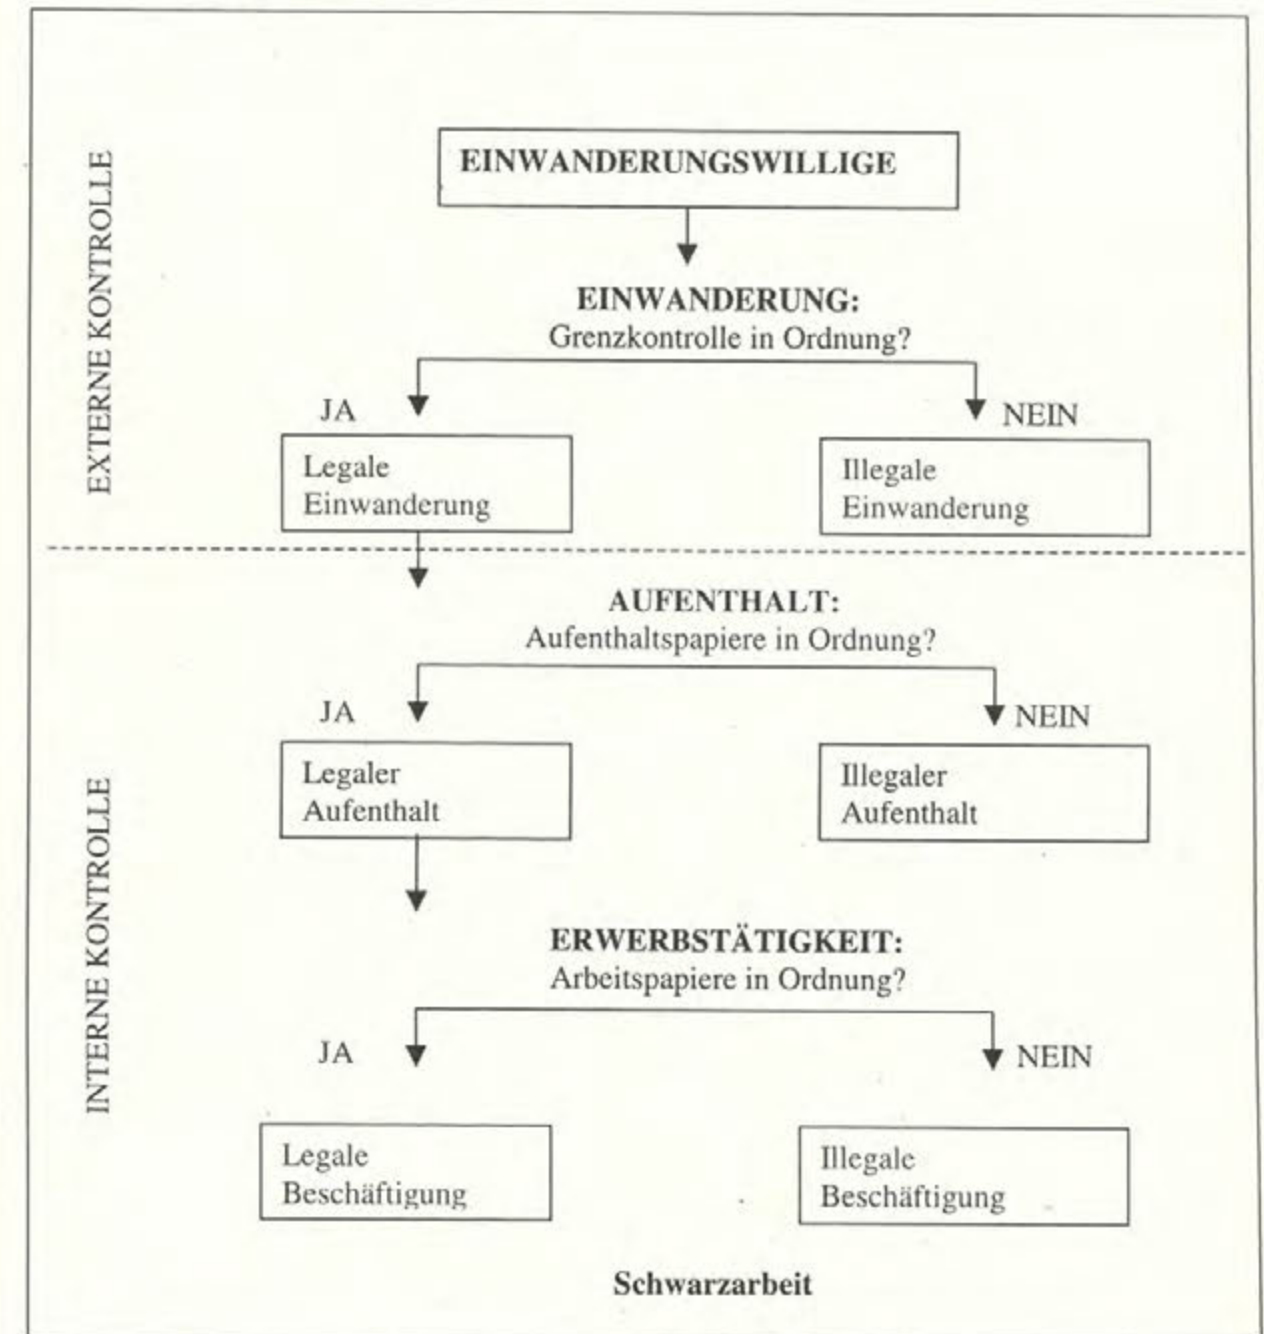 EXTERNE KONTROLLE
EINWANDERUNGSWILLIGE
EINWANDERUNG:
Grenzkontrolle in Ordnung?
JA
NEIN
Legale
Einwanderung
Illegale
Einwanderung
INTERNE KONTROLLE
AUFENTHALT:
Aufenthaltspapiere in Ordnung?
JA
NEIN
Legaler
Aufenthalt
Illegaler
Aufenthalt
ERWERBSTÄTIGKEIT:
Arbeitspapiere in Ordnung?
JA
NEIN
Legale
Beschäftigung
Illegale
Beschäftigung
Schwarzarbeit